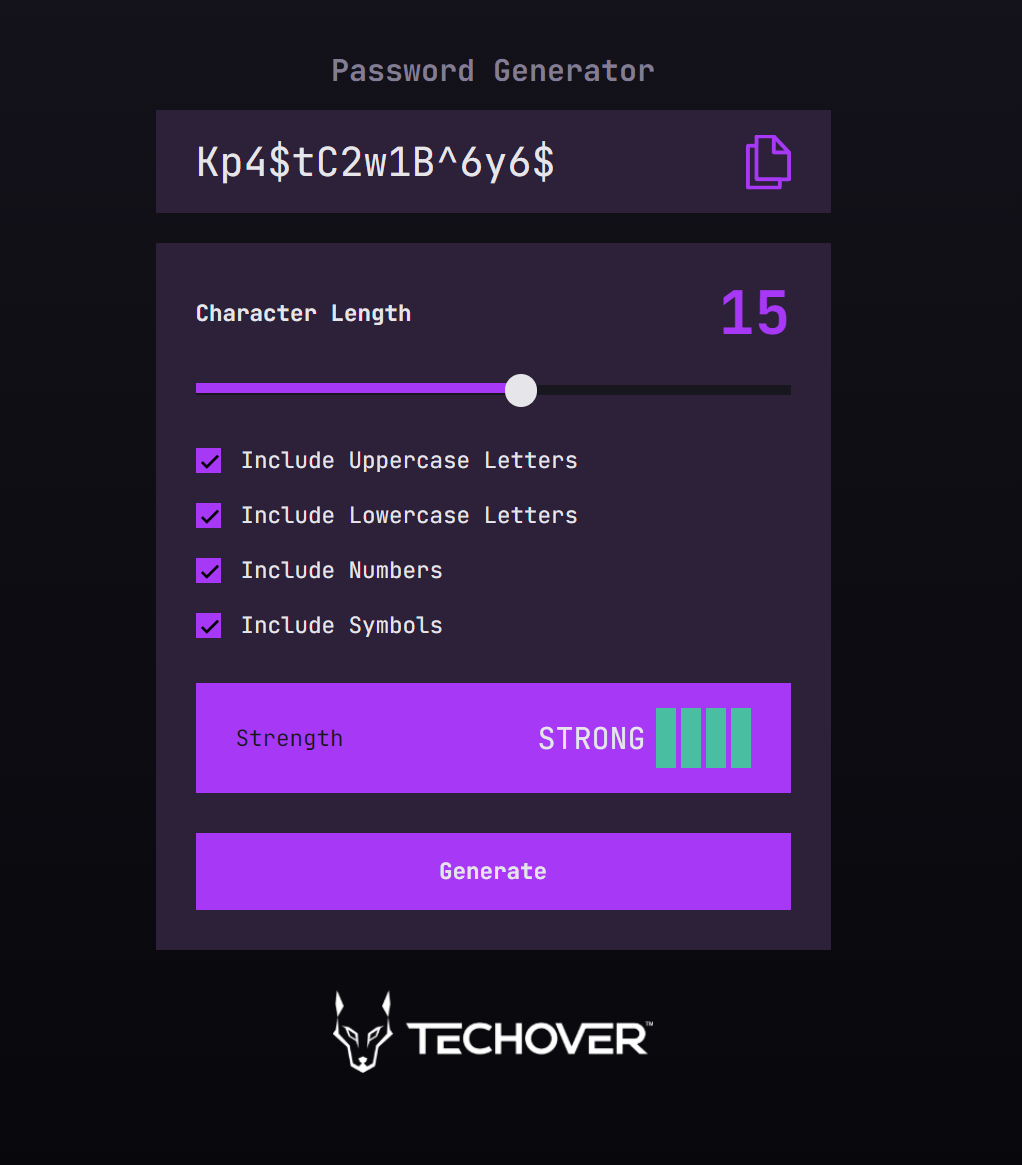 Password Generator
Kp4$tC2w1B^6y6$
Character Length 15
Include Uppercase Letters
Include Lowercase Letters
Include Numbers
Include Symbols
Strength STRONG
Generate
TECHOVER™